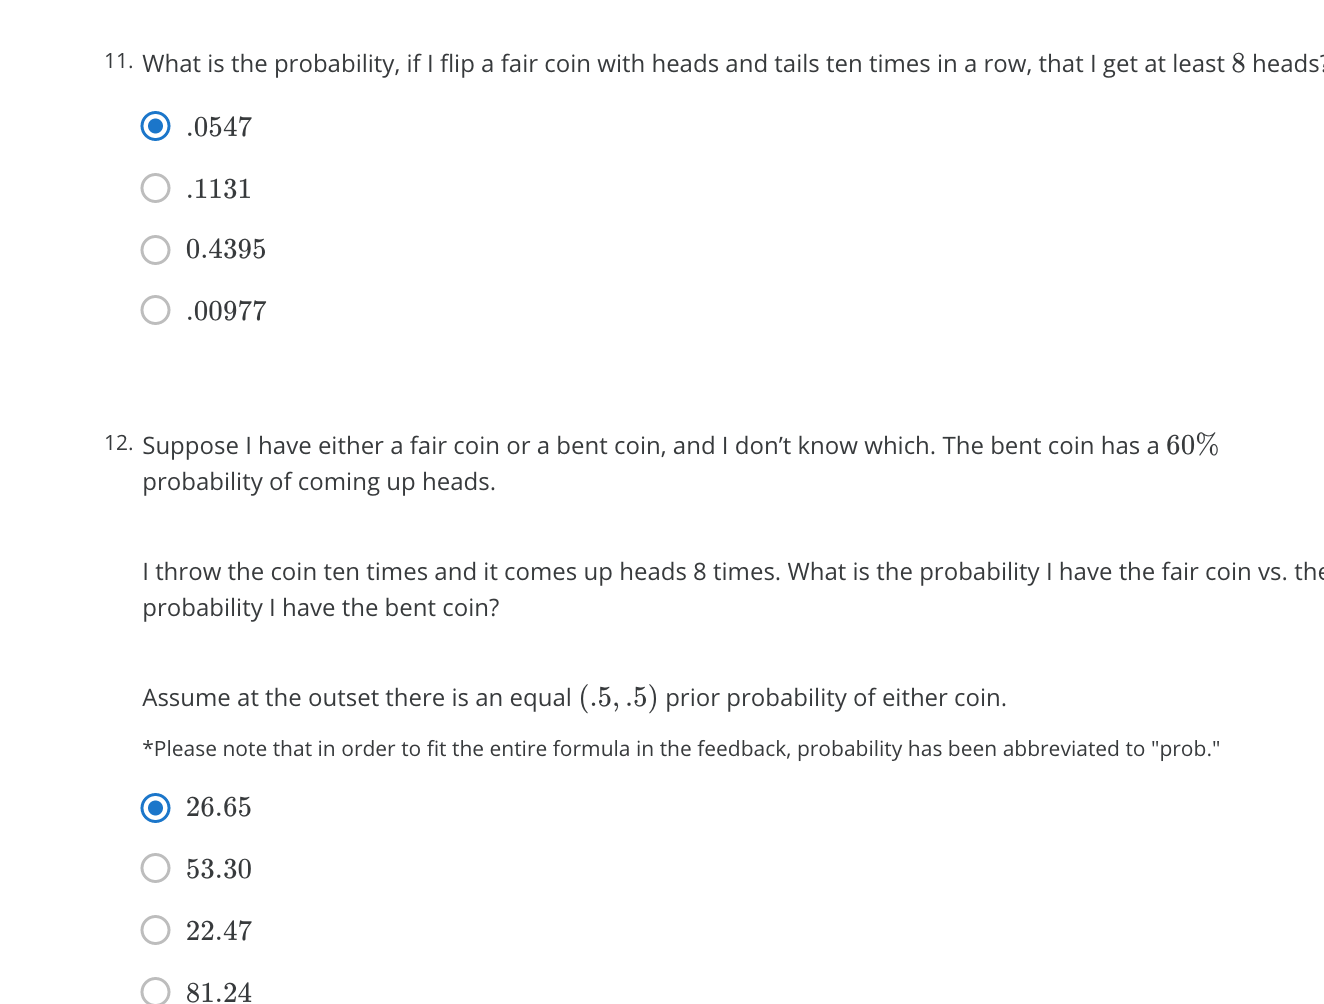 11. What is the probability, if I flip a fair coin with heads and tails ten times in a row, that I get at least 8 heads?
.0547
.1131
0.4395
.00977
12. Suppose I have either a fair coin or a bent coin, and I don’t know which. The bent coin has a 60%
probability of coming up heads.
I throw the coin ten times and it comes up heads 8 times. What is the probability I have the fair coin vs. the
probability I have the bent coin?
Assume at the outset there is an equal (.5, .5) prior probability of either coin.
*Please note that in order to fit the entire formula in the feedback, probability has been abbreviated to "prob."
26.65
53.30
22.47
81.24